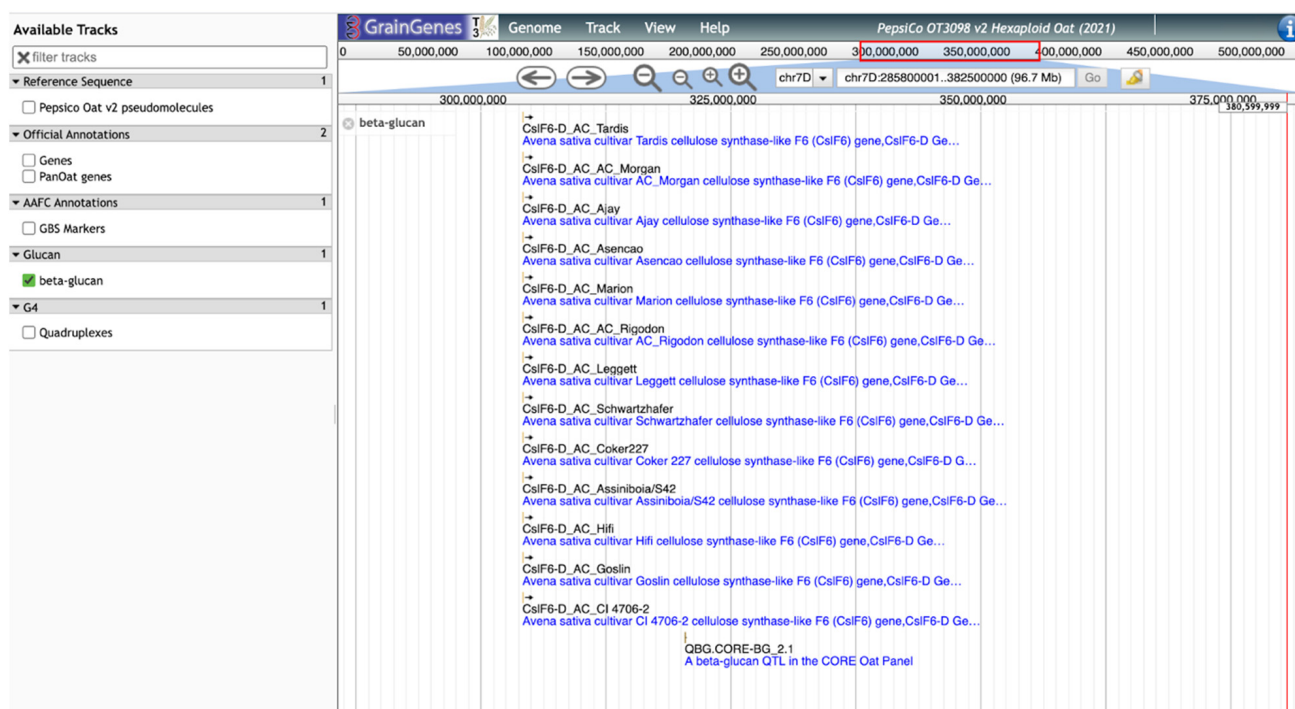 Available Tracks
filter tracks
Reference Sequence 1
Pepsico Oat v2 pseudomolecules
Official Annotations 2
Genes
PanOat genes
AAFC Annotations 1
GBS Markers
Glucan 1
beta-glucan
G4 1
Quadruplexes
GrainGenes T3 Genome Track View Help PepsiCo OT3098 v2 Hexaploid Oat (2021)
0 50,000,000 100,000,000 150,000,000 200,000,000 250,000,000 300,000,000 350,000,000 400,000,000 450,000,000 500,000,000
chr7D chr7D:285800001..382500000 (96.7 Mb) Go
300,000,000 325,000,000 350,000,000 375,000,000
380,599,999
beta-glucan
CslF6-D_AC_Tardis
Avena sativa cultivar Tardis cellulose synthase-like F6 (CslF6) gene,CslF6-D Ge...
CslF6-D_AC_AC_Morgan
Avena sativa cultivar AC_Morgan cellulose synthase-like F6 (CslF6) gene,CslF6-D Ge...
CslF6-D_AC_Ajay
Avena sativa cultivar Ajay cellulose synthase-like F6 (CslF6) gene,CslF6-D Ge...
CslF6-D_AC_Asencao
Avena sativa cultivar Asencao cellulose synthase-like F6 (CslF6) gene,CslF6-D Ge...
CslF6-D_AC_Marion
Avena sativa cultivar Marion cellulose synthase-like F6 (CslF6) gene,CslF6-D Ge...
CslF6-D_AC_AC_Rigodon
Avena sativa cultivar AC_Rigodon cellulose synthase-like F6 (CslF6) gene,CslF6-D Ge...
CslF6-D_AC_Leggett
Avena sativa cultivar Leggett cellulose synthase-like F6 (CslF6) gene,CslF6-D Ge...
CslF6-D_AC_Schwartzhafer
Avena sativa cultivar Schwartzhafer cellulose synthase-like F6 (CslF6) gene,CslF6-D Ge...
CslF6-D_AC_Coker227
Avena sativa cultivar Coker 227 cellulose synthase-like F6 (CslF6) gene,CslF6-D G...
CslF6-D_AC_Assiniboia/S42
Avena sativa cultivar Assiniboia/S42 cellulose synthase-like F6 (CslF6) gene,CslF6-D Ge...
CslF6-D_AC_Hifi
Avena sativa cultivar Hifi cellulose synthase-like F6 (CslF6) gene,CslF6-D Ge...
CslF6-D_AC_Goslin
Avena sativa cultivar Goslin cellulose synthase-like F6 (CslF6) gene,CslF6-D Ge...
CslF6-D_AC_CI 4706-2
Avena sativa cultivar CI 4706-2 cellulose synthase-like F6 (CslF6) gene,CslF6-D Ge...
QBG.CORE-BG_2.1
A beta-glucan QTL in the CORE Oat Panel